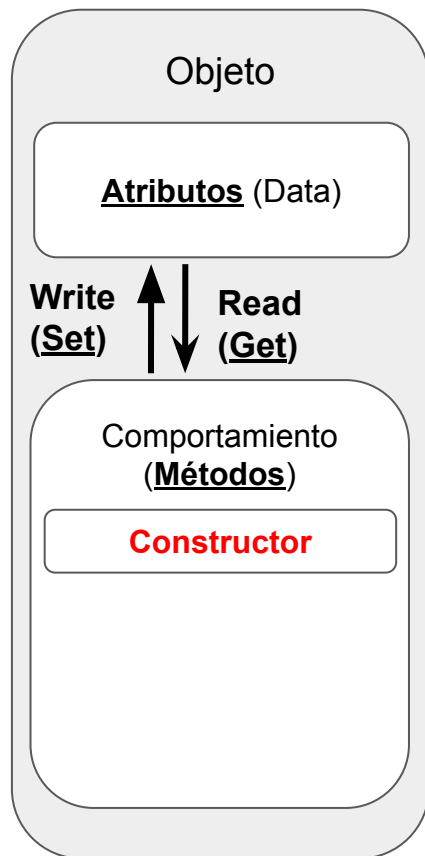 Objeto
Atributos (Data)
Write
(Set)
Read
(Get)
Comportamiento
(Métodos)
Constructor